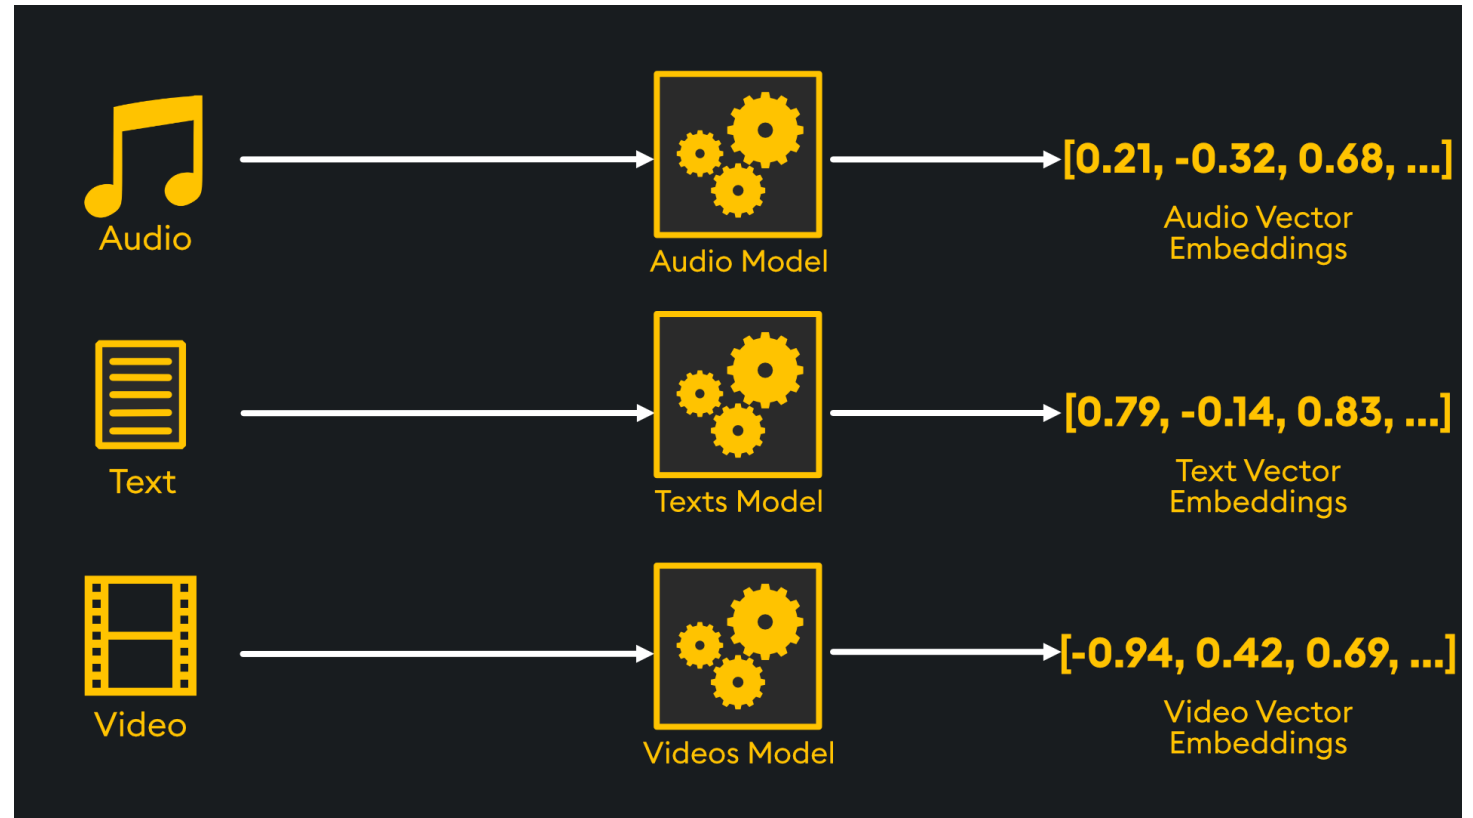 Audio
Audio Model
[0.21, -0.32, 0.68, ...]
Audio Vector
Embeddings
Text
Texts Model
[0.79, -0.14, 0.83, ...]
Text Vector
Embeddings
Video
Videos Model
[-0.94, 0.42, 0.69, ...]
Video Vector
Embeddings